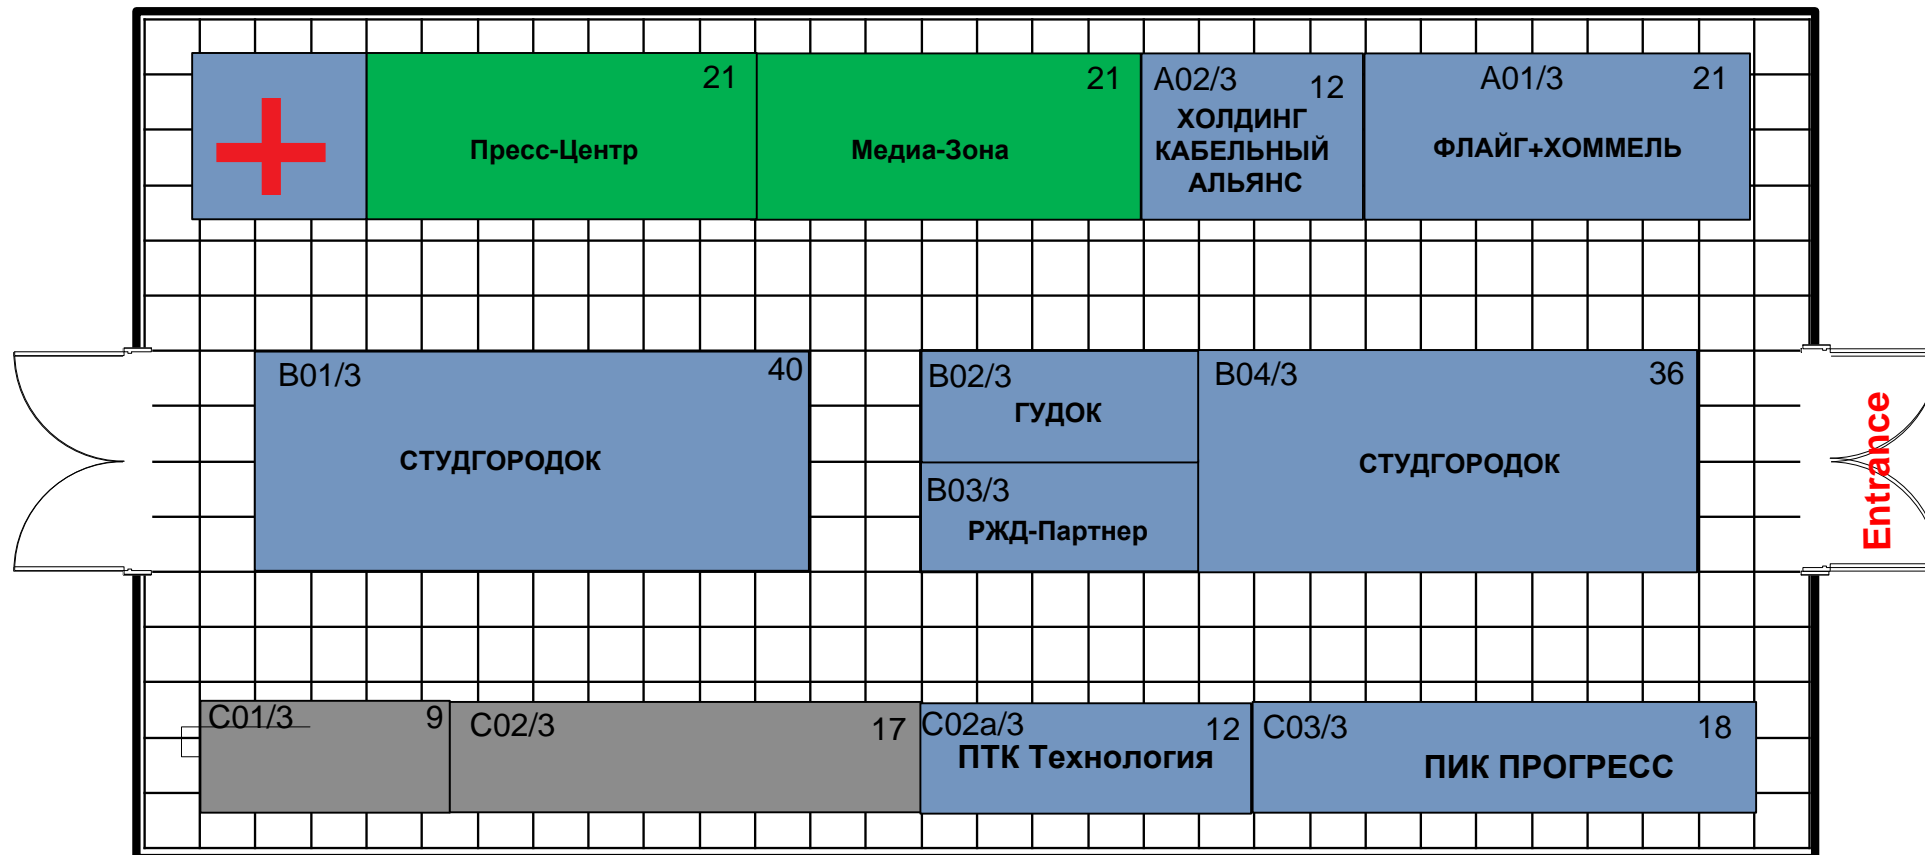 21
Пресс-Центр
21
Медиа-Зона
A02/3
12
ХОЛДИНГ
КАБЕЛЬНЫЙ
АЛЬЯНС
A01/3
21
ФЛАЙГ+ХОММЕЛЬ
B01/3
40
СТУДГОРОДОК
B02/3
ГУДОК
B03/3
РЖД-Партнер
B04/3
36
СТУДГОРОДОК
Entrance
C01/3
9
C02/3
17
C02a/3
12
ПТК Технология
C03/3
18
ПИК ПРОГРЕСС